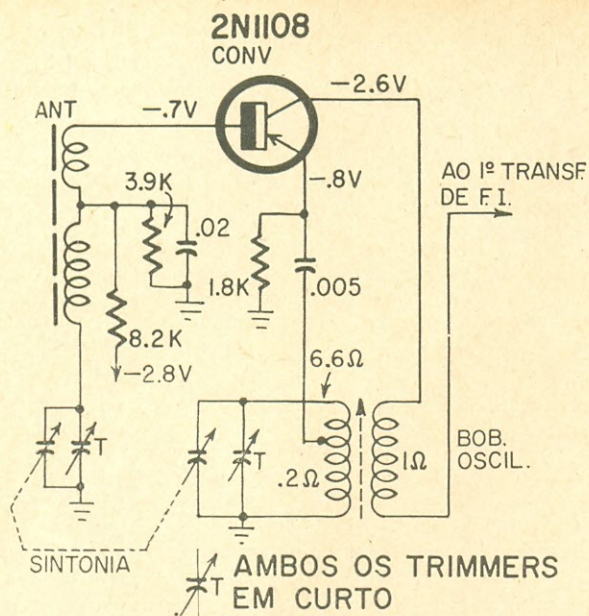 2N1108
CONV
-.7V
-2.6V
ANT
-.8V
AO 1º TRANSF.
DE F.I.
3.9K
.02
1.8K
.005
8.2K
-2.8V
6.6Ω
T
T
.2Ω
1Ω
BOB.
OSCIL.
SINTONIA
T
AMBOS OS TRIMMERS
EM CURTO